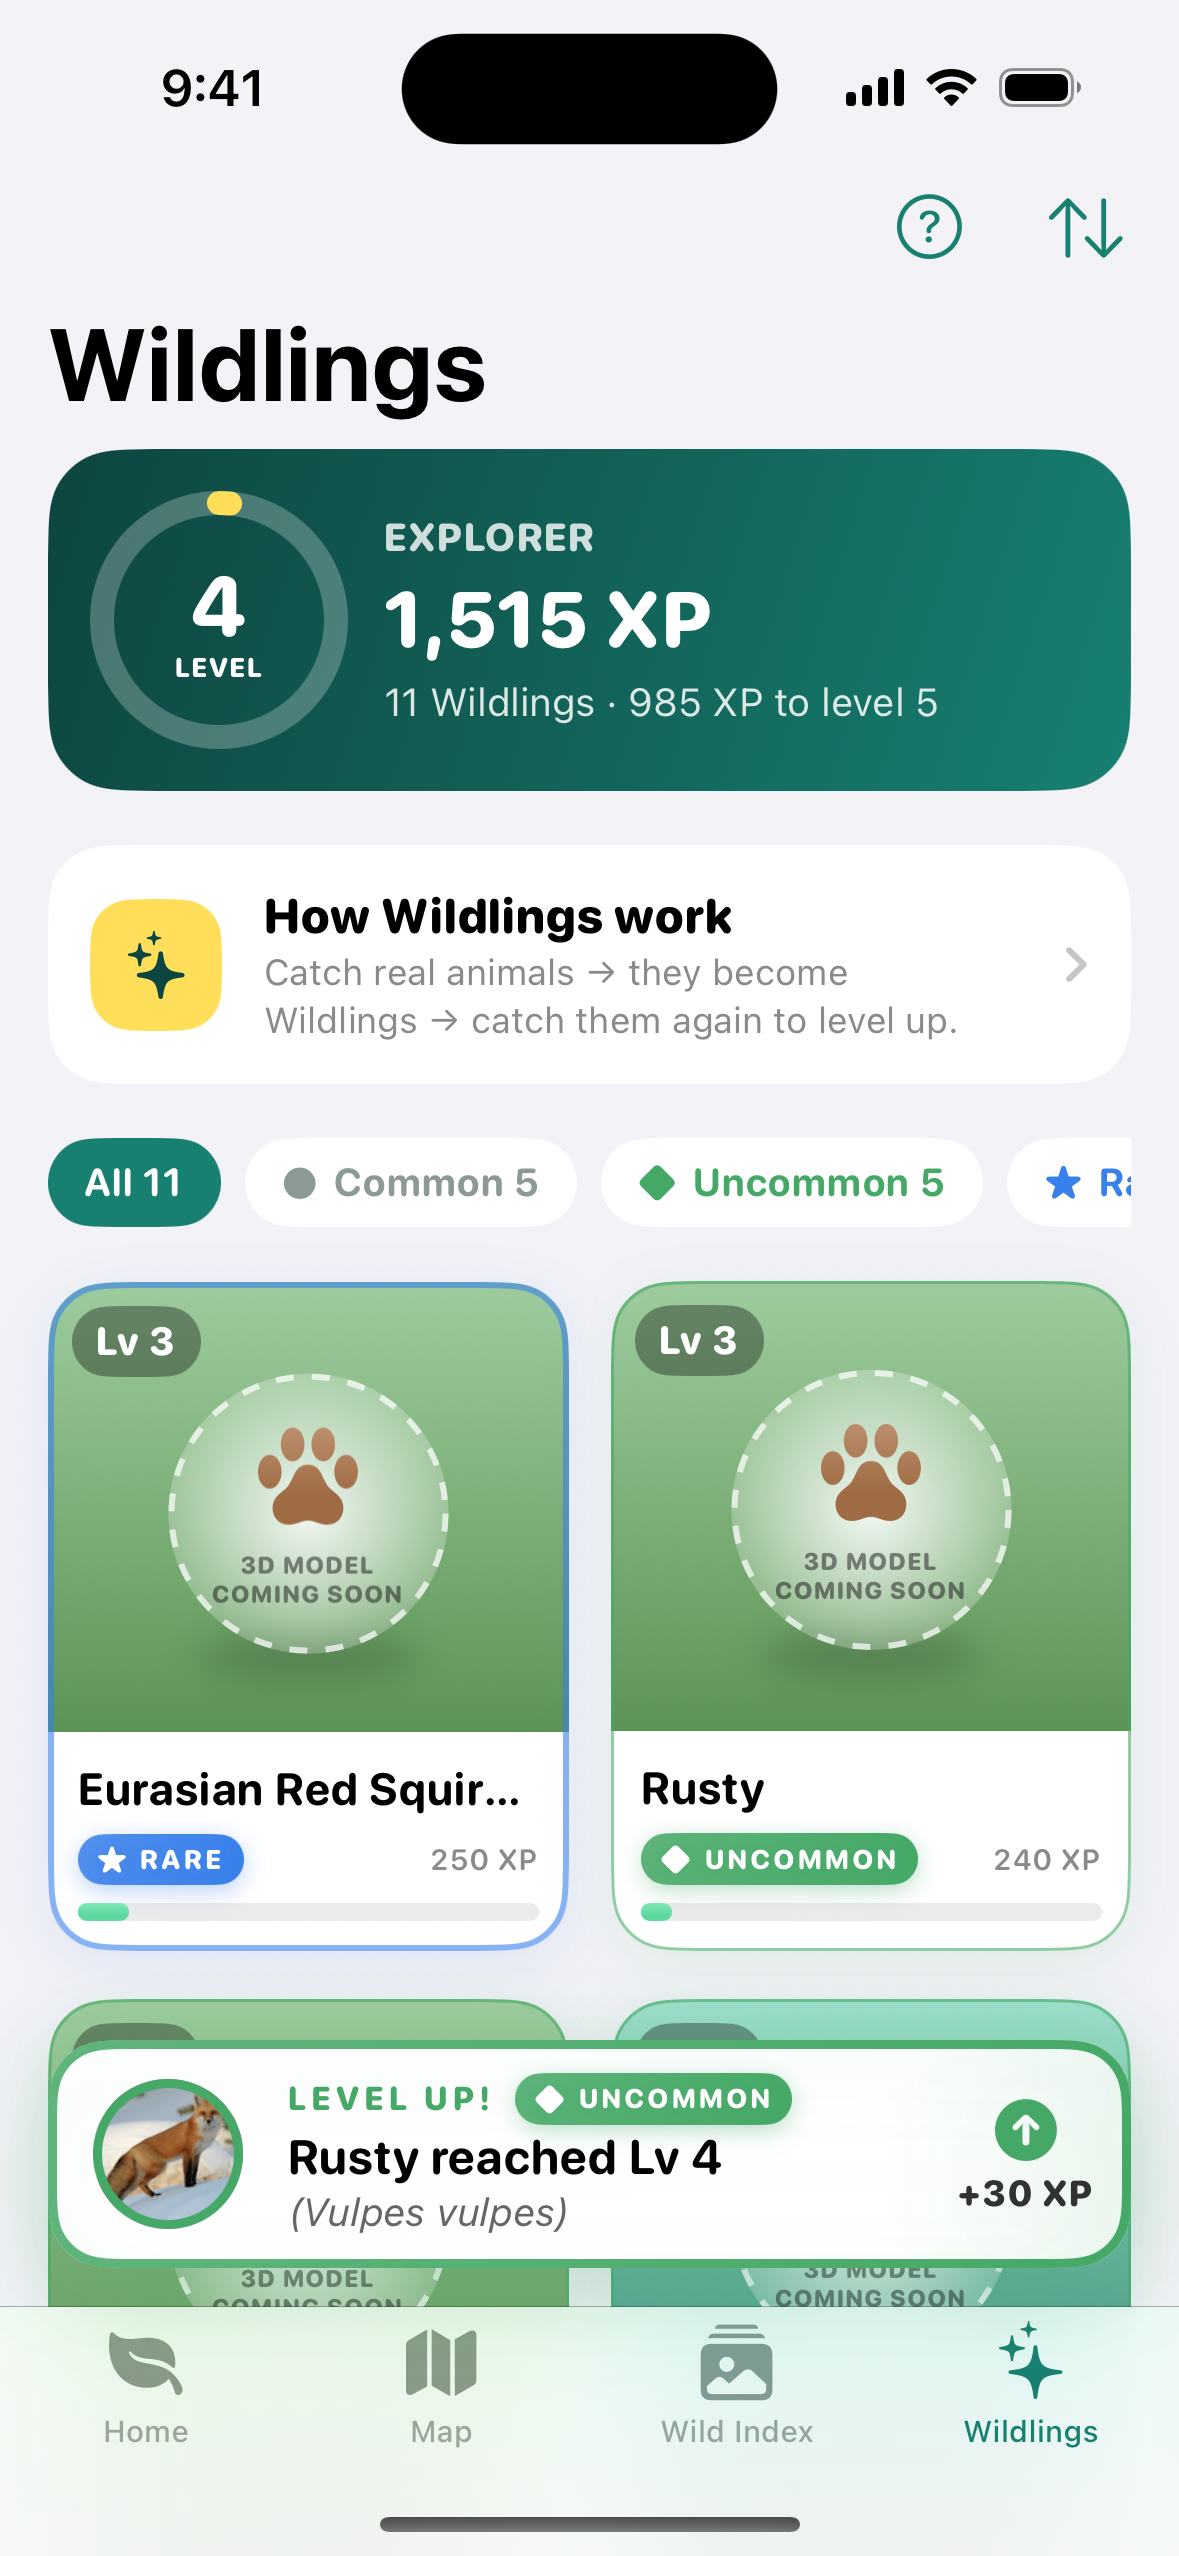 9:41
?
Wildlings
4
LEVEL
EXPLORER
1,515 XP
11 Wildlings · 985 XP to level 5
How Wildlings work
Catch real animals → they become
Wildlings → catch them again to level up.
All 11
Common 5
Uncommon 5
Lv 3
3D MODEL
COMING SOON
Eurasian Red Squir...
RARE
250 XP
Lv 3
3D MODEL
COMING SOON
Rusty
UNCOMMON
240 XP
LEVEL UP!
UNCOMMON
Rusty reached Lv 4
(Vulpes vulpes)
+30 XP
3D MODEL
COMING SOON
3D MODEL
COMING SOON
Home
Map
Wild Index
Wildlings